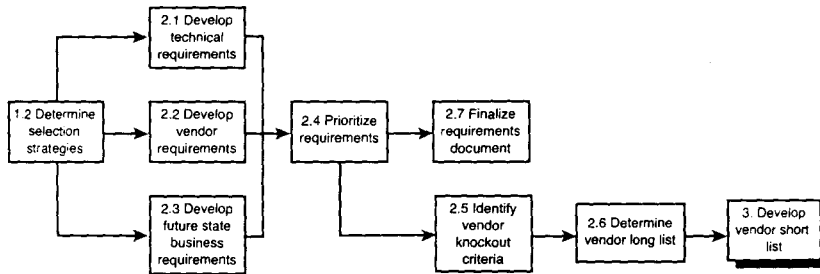 2.1 Develop
technical
requirements
1.2 Determine
selection
strategies
2.2 Develop
vendor
requirements
2.3 Develop
future state
business
requirements
2.4 Prioritize
requirements
2.7 Finalize
requirements
document
2.5 Identify
vendor
knockout
criteria
2.6 Determine
vendor long list
3. Develop
vendor short
list